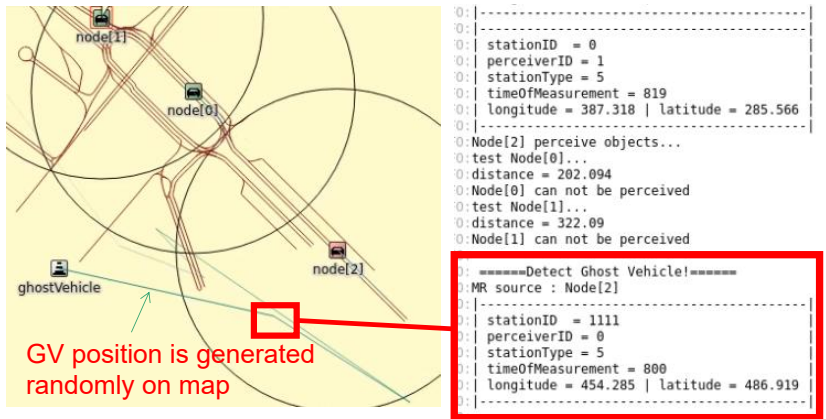 node[1]
node[0]
node[2]
ghostVehicle
GV position is generated
randomly on map
0:|----------------------------------------------|
0:|----------------------------------------------|
0:| stationID  = 0 |
0:| perceiverID = 1 |
0:| stationType = 5 |
0:| timeOfMeasurement = 819 |
0:| longitude = 387.318 | latitude = 285.566 |
0:|----------------------------------------------|
0:Node[2] perceive objects...
0:test Node[0]...
0:distance = 202.094
0:Node[0] can not be perceived
0:test Node[1]...
0:distance = 322.09
0:Node[1] can not be perceived
0: ======Detect Ghost Vehicle!======
0:MR source : Node[2]
0:|----------------------------------------------|
0:| stationID  = 1111 |
0:| perceiverID = 0 |
0:| stationType = 5 |
0:| timeOfMeasurement = 800 |
0:| longitude = 454.285 | latitude = 486.919 |
0:|----------------------------------------------|